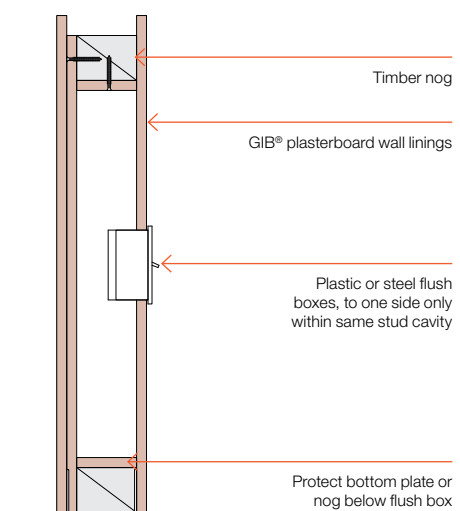 Timber nog
GIB® plasterboard wall linings
Plastic or steel flush
boxes, to one side only
within same stud cavity
Protect bottom plate or
nog below flush box